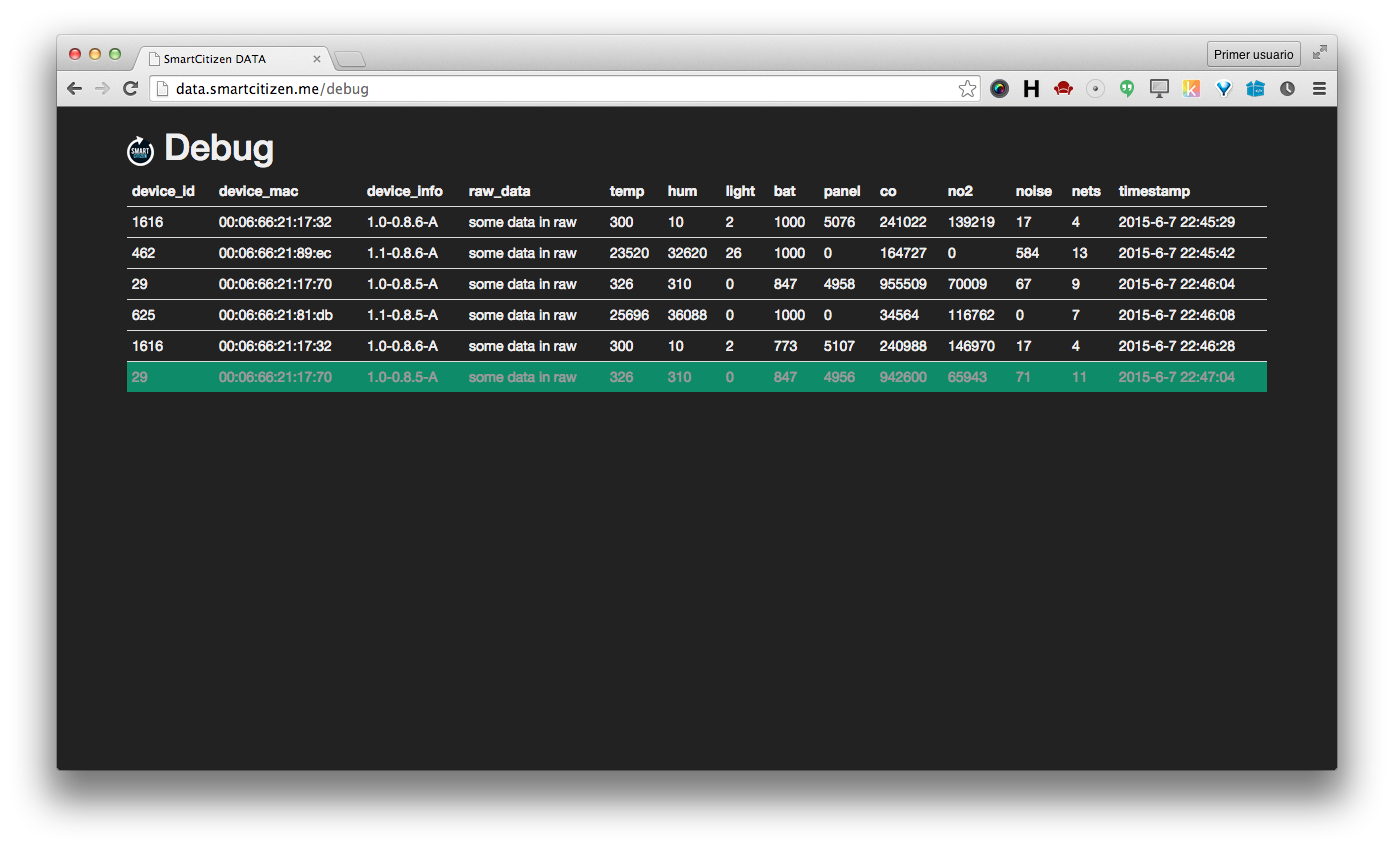 SmartCitizen DATA
Primer usuario
data.smartcitizen.me/debug
SMART CITIZEN Debug
device_id device_mac device_info raw_data temp hum light bat panel co no2 noise nets timestamp
1616 00:06:66:21:17:32 1.0-0.8.6-A some data in raw 300 10 2 1000 5076 241022 139219 17 4 2015-6-7 22:45:29
462 00:06:66:21:89:ec 1.1-0.8.6-A some data in raw 23520 32620 26 1000 0 164727 0 584 13 2015-6-7 22:45:42
29 00:06:66:21:17:70 1.0-0.8.5-A some data in raw 326 310 0 847 4958 955509 70009 67 9 2015-6-7 22:46:04
625 00:06:66:21:81:db 1.1-0.8.5-A some data in raw 25696 36088 0 1000 0 34564 116762 0 7 2015-6-7 22:46:08
1616 00:06:66:21:17:32 1.0-0.8.6-A some data in raw 300 10 2 773 5107 240988 146970 17 4 2015-6-7 22:46:28
29 00:06:66:21:17:70 1.0-0.8.5-A some data in raw 326 310 0 847 4956 942600 65943 71 11 2015-6-7 22:47:04